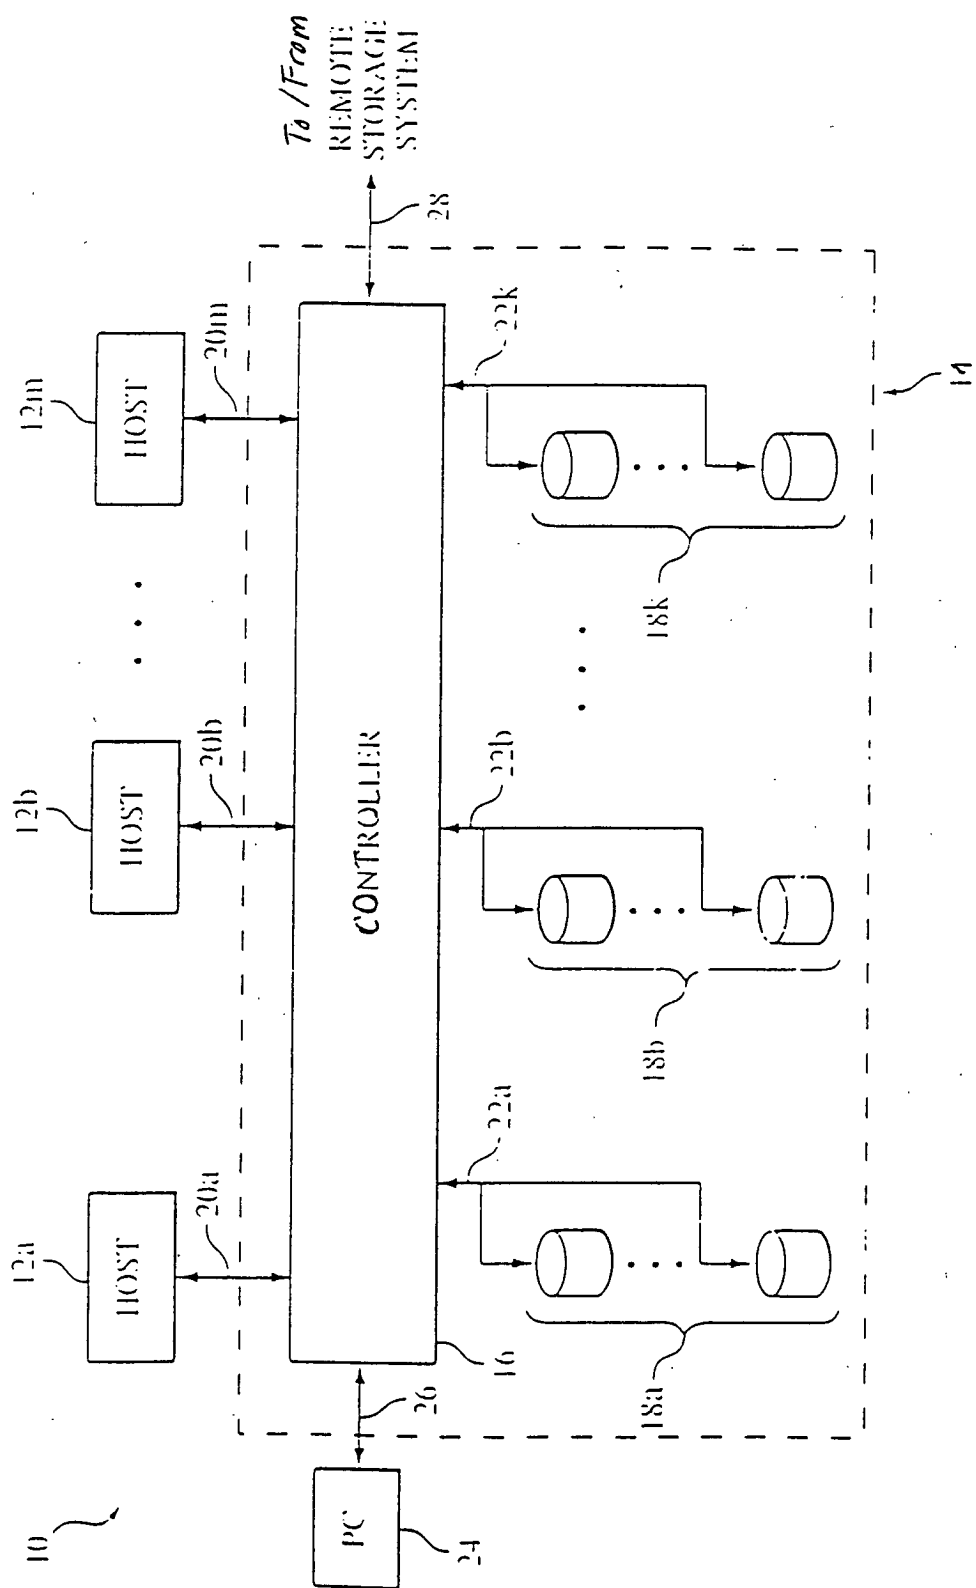 10
12a
HOST
20a
12b
HOST
20b
12m
HOST
20m
PC
24
26
16
CONTROLLER
28
To / From
REMOTE
STORAGE
SYSTEM
22a
18a
22b
18b
22k
18k
14